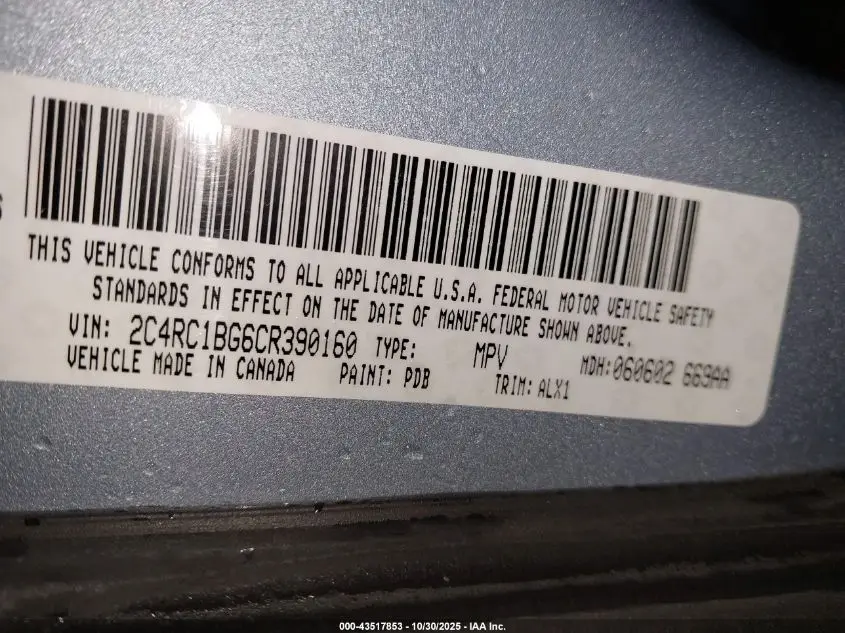 THIS VEHICLE CONFORMS TO ALL APPLICABLE U.S.A. FEDERAL MOTOR VEHICLE SAFETY
STANDARDS IN EFFECT ON THE DATE OF MANUFACTURE SHOWN ABOVE.
VIN: 2C4RC1BG6CR390160 TYPE: MPV MDH:060602 669AA
VEHICLE MADE IN CANADA PAINT: PDB TRIM: ALX1
000-43517853 - 10/30/2025 - IAA Inc.